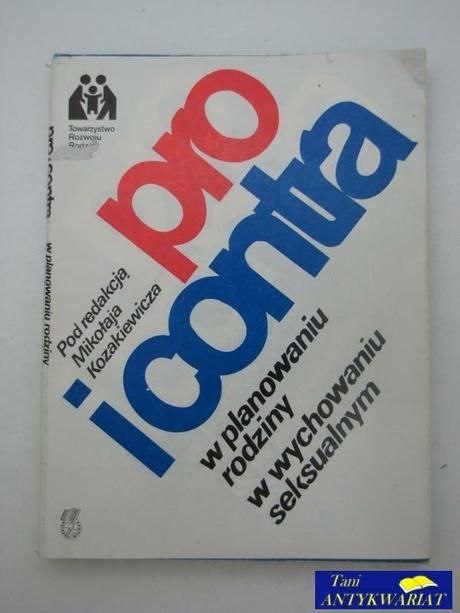 Towarzystwo
Rozwoju
Rodziny
pro
i contra
Pod redakcją
Mikołaja
Kozakiewicza
w planowaniu
rodziny
w wychowaniu
seksualnym
pro i contra w planowaniu rodziny
Tani
ANTYKWARIAT